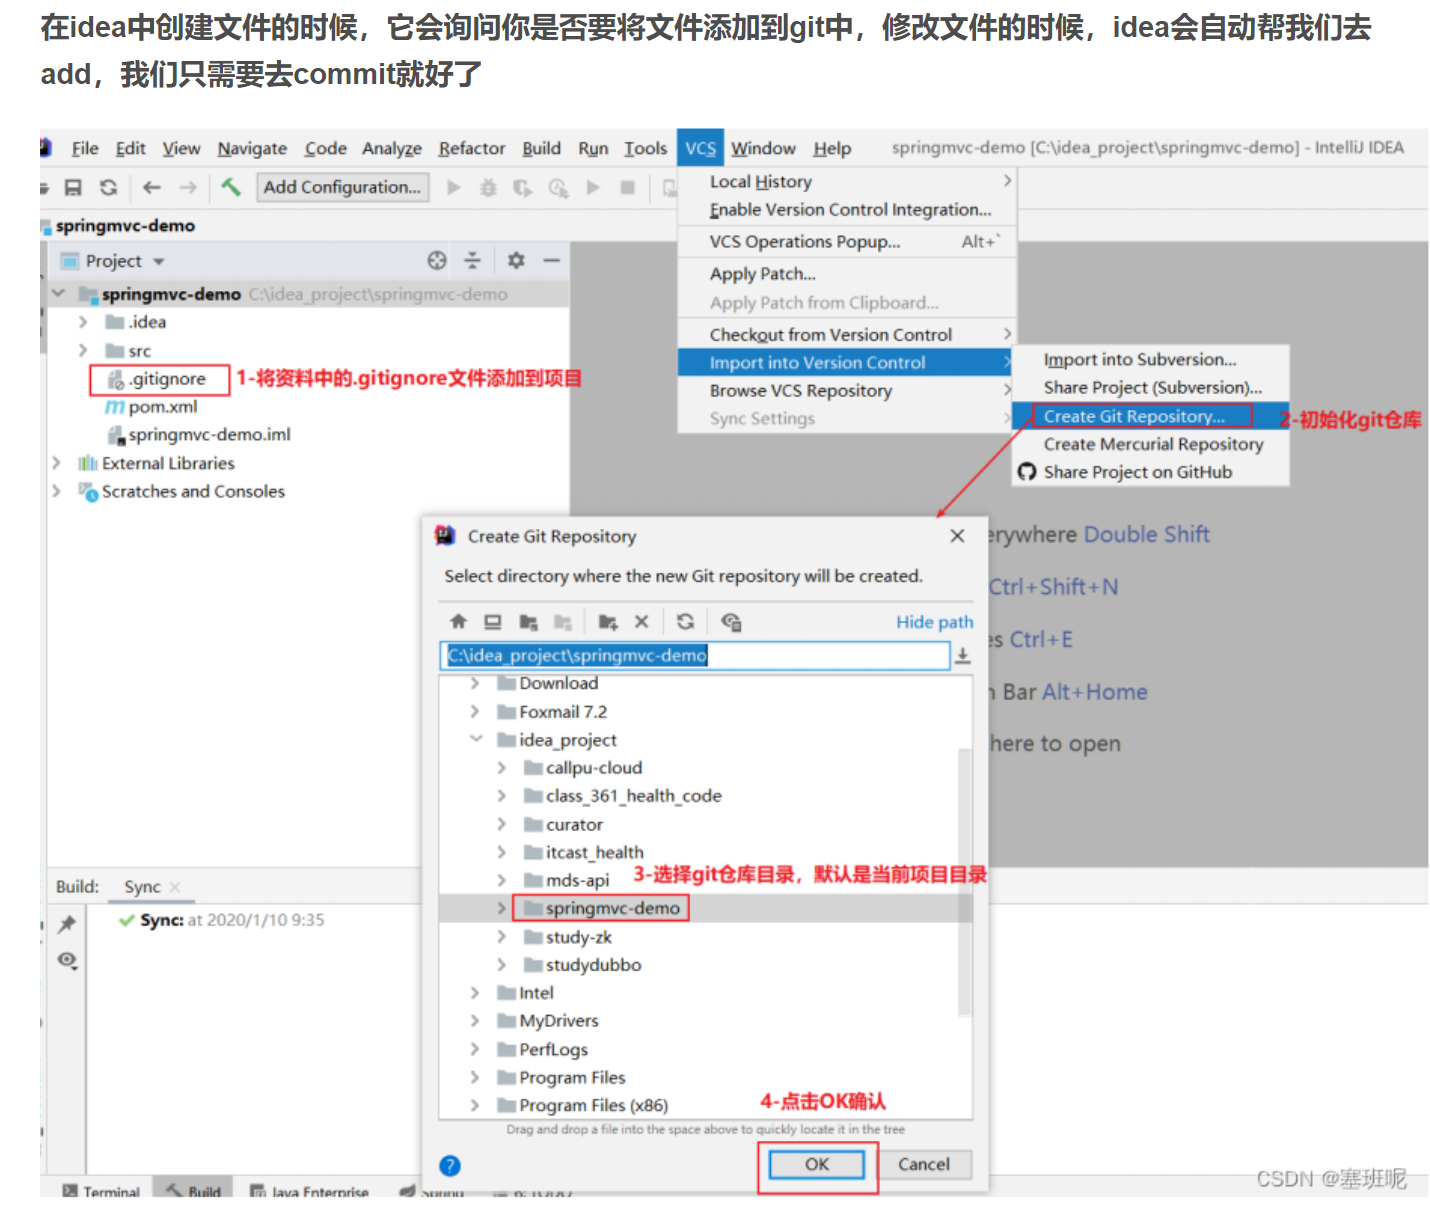 在idea中创建文件的时候，它会询问你是否要将文件添加到git中，修改文件的时候，idea会自动帮我们去
add，我们只需要去commit就好了
File Edit View Navigate Code Analyze Refactor Build Run Tools VCS Window Help springmvc-demo [C:\idea_project\springmvc-demo] - IntelliJ IDEA
Add Configuration...
springmvc-demo
Project
springmvc-demo C:\idea_project\springmvc-demo
.idea
src
.gitignore
1-将资料中的.gitignore文件添加到项目
pom.xml
springmvc-demo.iml
External Libraries
Scratches and Consoles
Local History
Enable Version Control Integration...
VCS Operations Popup... Alt+`
Apply Patch...
Apply Patch from Clipboard...
Checkout from Version Control
Import into Version Control
Browse VCS Repository
Sync Settings
Import into Subversion...
Share Project (Subversion)...
Create Git Repository...
2-初始化git仓库
Create Mercurial Repository
Share Project on GitHub
erywhere Double Shift
Ctrl+Shift+N
es Ctrl+E
n Bar Alt+Home
here to open
Create Git Repository
Select directory where the new Git repository will be created.
Hide path
C:\idea_project\springmvc-demo
Download
Foxmail 7.2
idea_project
callpu-cloud
class_361_health_code
curator
itcast_health
3-选择git仓库目录，默认是当前项目目录
mds-api
springmvc-demo
study-zk
studydubbo
Intel
MyDrivers
PerfLogs
Program Files
Program Files (x86)
4-点击OK确认
Drag and drop a file into the space above to quickly locate it in the tree
OK Cancel
Build: Sync
Sync: at 2020/1/10 9:35
Terminal Build Java Enterprise Spring 6: TODO
CSDN @塞班呢